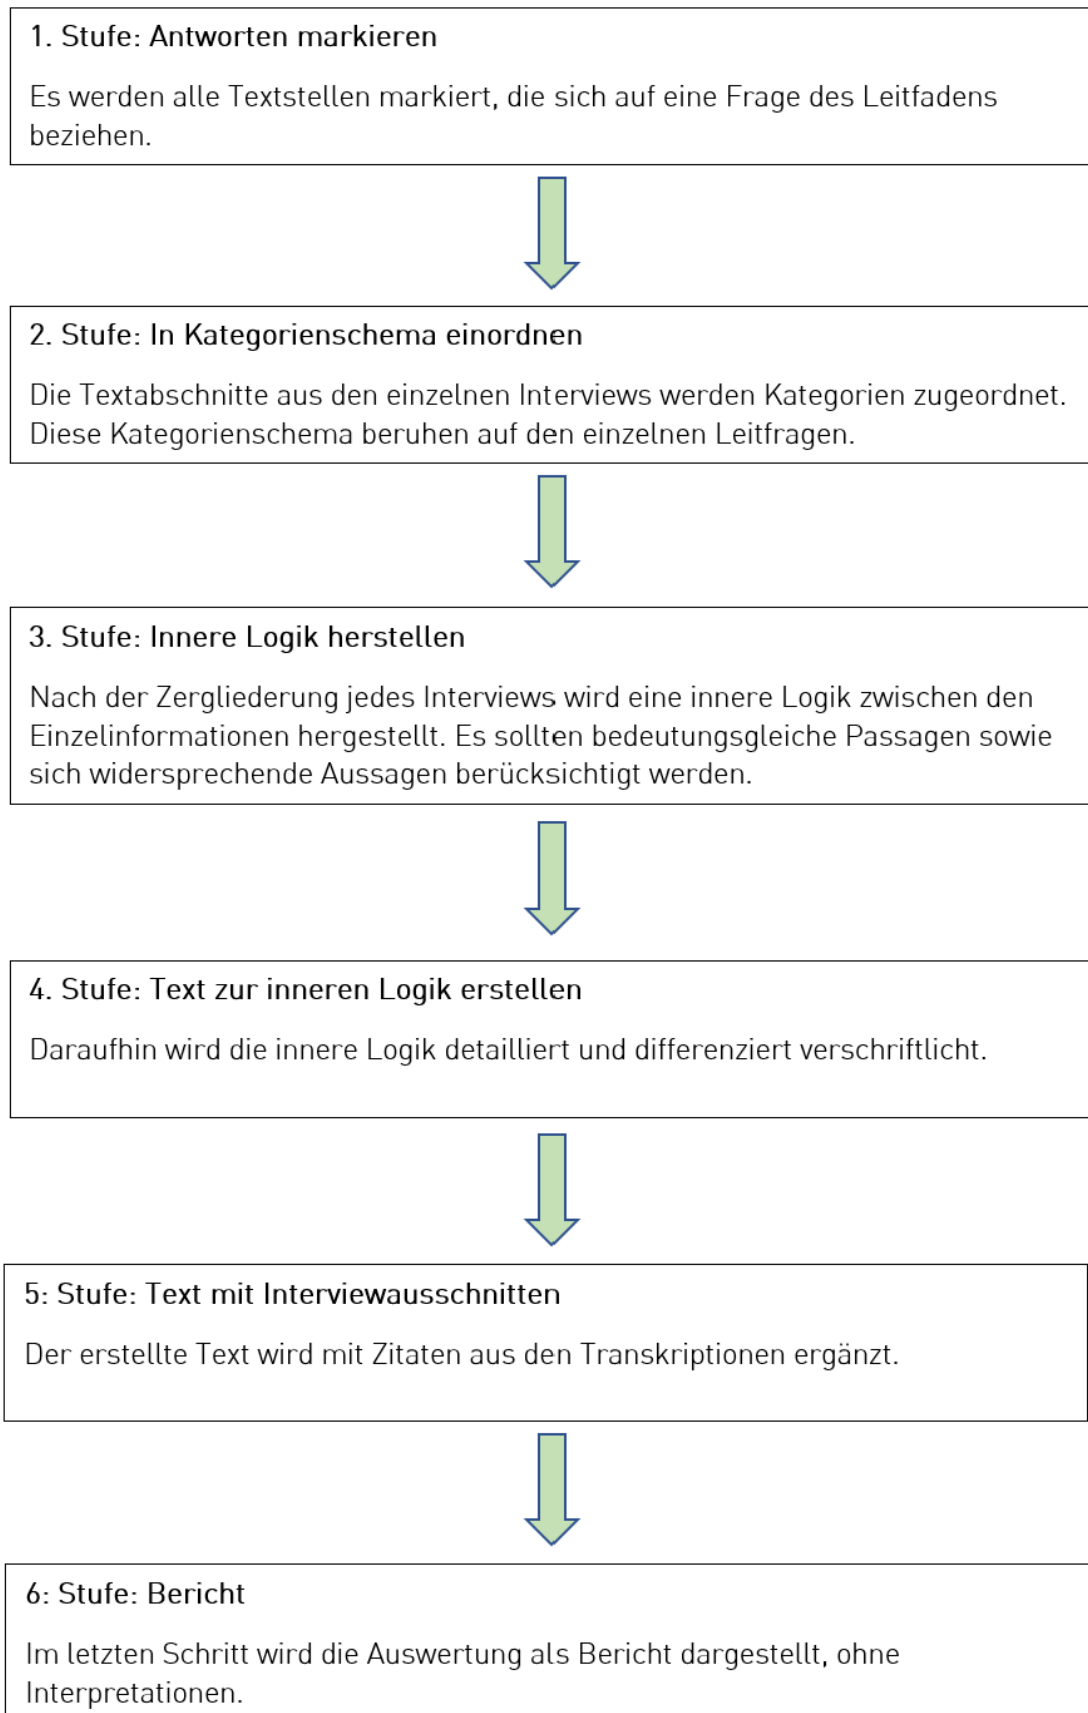 1. Stufe: Antworten markieren
Es werden alle Textstellen markiert, die sich auf eine Frage des Leitfadens
beziehen.
2. Stufe: In Kategorienschema einordnen
Die Textabschnitte aus den einzelnen Interviews werden Kategorien zugeordnet.
Diese Kategorienschema beruhen auf den einzelnen Leitfragen.
3. Stufe: Innere Logik herstellen
Nach der Zergliederung jedes Interviews wird eine innere Logik zwischen den
Einzelinformationen hergestellt. Es sollten bedeutungsgleiche Passagen sowie
sich widersprechende Aussagen berücksichtigt werden.
4. Stufe: Text zur inneren Logik erstellen
Daraufhin wird die innere Logik detailliert und differenziert verschriftlicht.
5: Stufe: Text mit Interviewausschnitten
Der erstellte Text wird mit Zitaten aus den Transkriptionen ergänzt.
6: Stufe: Bericht
Im letzten Schritt wird die Auswertung als Bericht dargestellt, ohne
Interpretationen.